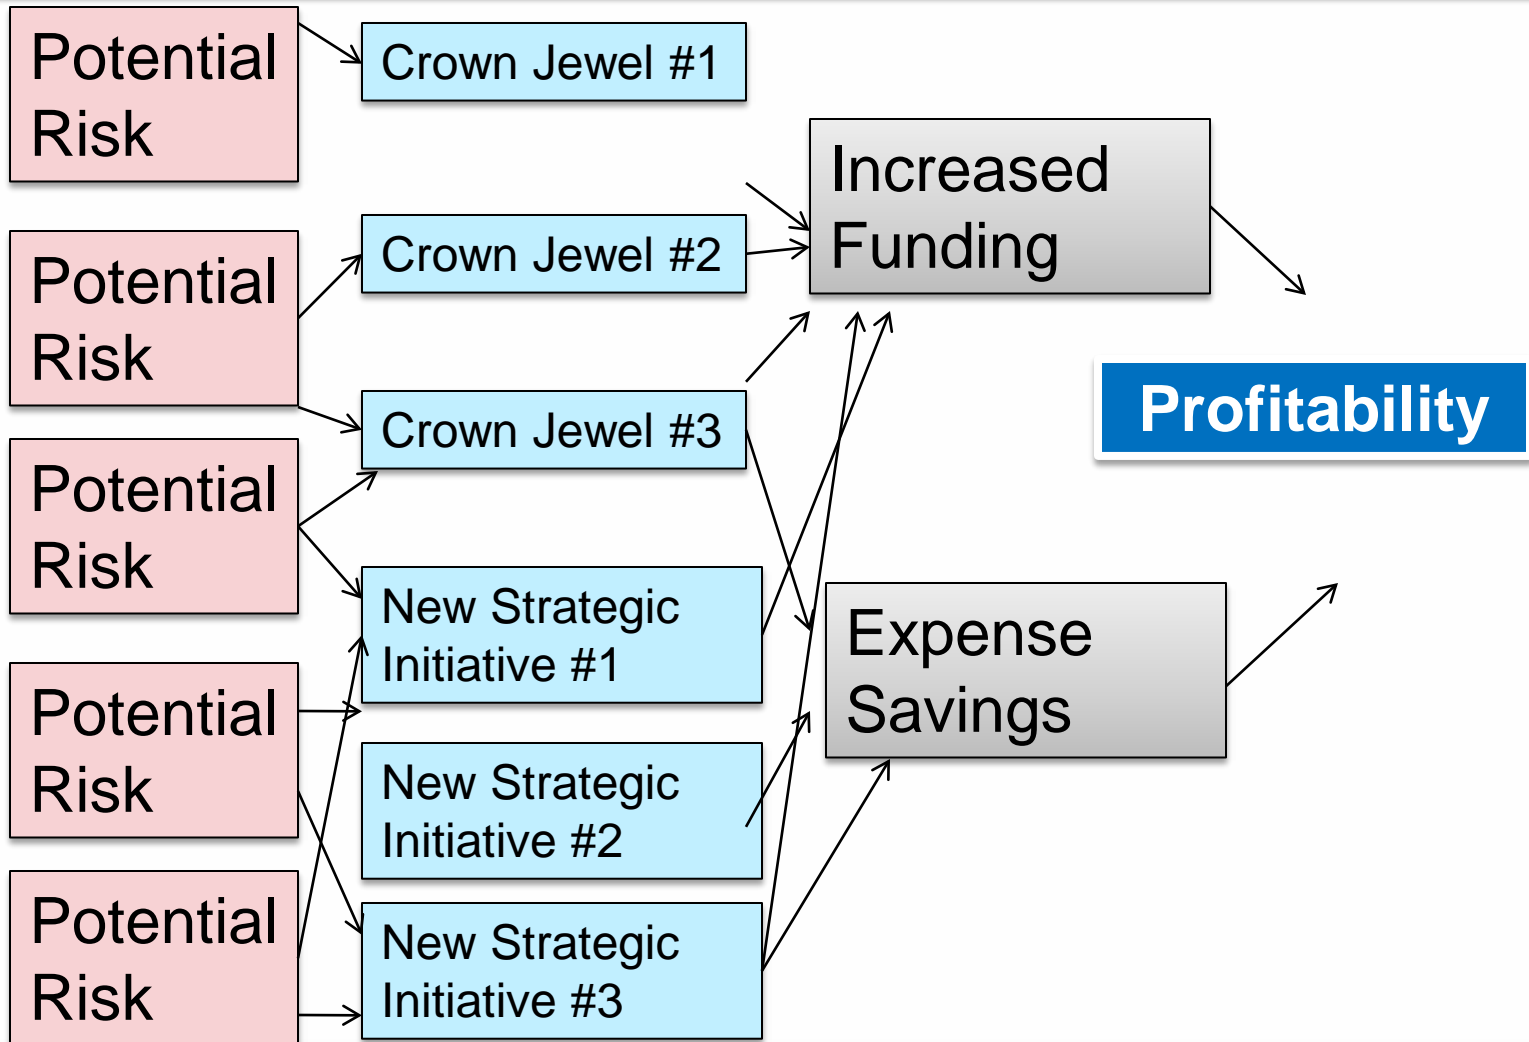 Potential
Risk
Crown Jewel #1
Increased
Funding
Potential
Risk
Crown Jewel #2
Crown Jewel #3
Profitability
Potential
Risk
New Strategic
Initiative #1
Expense
Savings
Potential
Risk
New Strategic
Initiative #2
Potential
Risk
New Strategic
Initiative #3